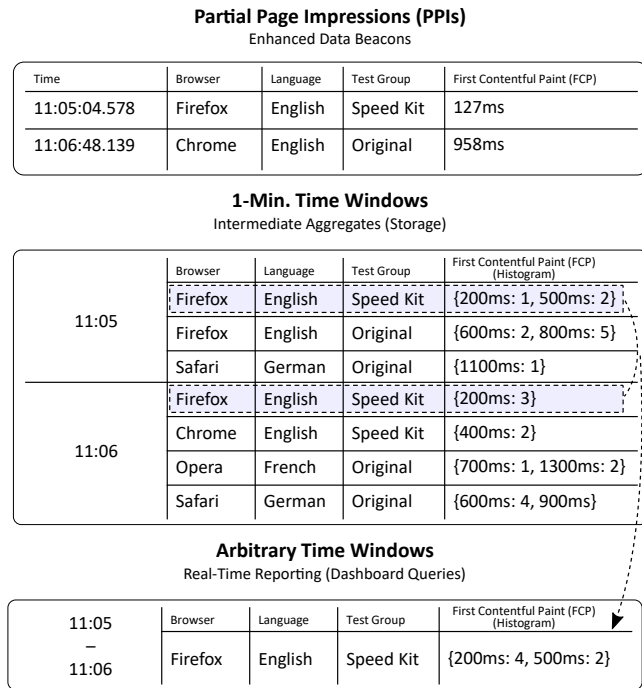 Partial Page Impressions (PPIs)
Enhanced Data Beacons
Time Browser Language Test Group First Contentful Paint (FCP)
11:05:04.578 Firefox English Speed Kit 127ms
11:06:48.139 Chrome English Original 958ms
1-Min. Time Windows
Intermediate Aggregates (Storage)
Browser Language Test Group First Contentful Paint (FCP)
(Histogram)
11:05
Firefox English Speed Kit {200ms: 1, 500ms: 2}
Firefox English Original {600ms: 2, 800ms: 5}
Safari German Original {1100ms: 1}
11:06
Firefox English Speed Kit {200ms: 3}
Chrome English Speed Kit {400ms: 2}
Opera French Original {700ms: 1, 1300ms: 2}
Safari German Original {600ms: 4, 900ms}
Arbitrary Time Windows
Real-Time Reporting (Dashboard Queries)
11:05
–
11:06
Browser Language Test Group First Contentful Paint (FCP)
(Histogram)
Firefox English Speed Kit {200ms: 4, 500ms: 2}